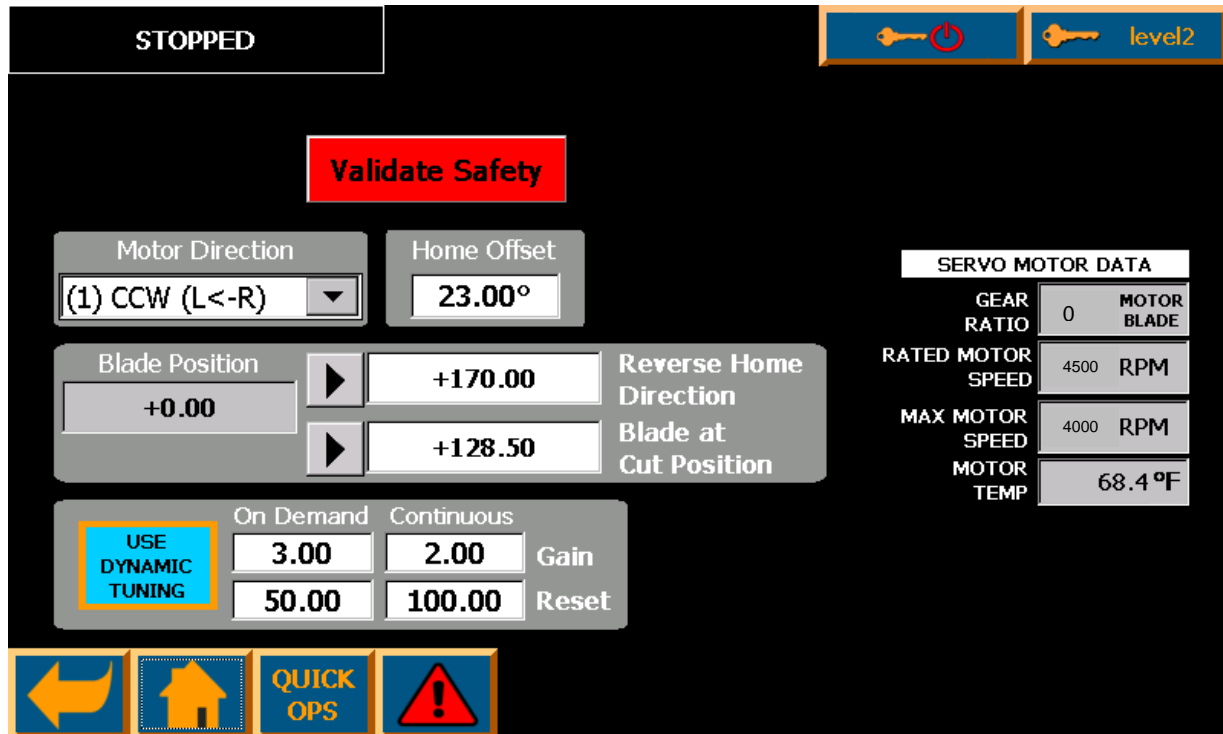 STOPPED
level2
Validate Safety
Motor Direction
(1) CCW (L<-R)
Home Offset
23.00°
Blade Position
+0.00
+170.00
Reverse Home
Direction
+128.50
Blade at
Cut Position
USE
DYNAMIC
TUNING
On Demand
Continuous
3.00
2.00
Gain
50.00
100.00
Reset
SERVO MOTOR DATA
GEAR
RATIO
0
MOTOR
BLADE
RATED MOTOR
SPEED
4500 RPM
MAX MOTOR
SPEED
4000 RPM
MOTOR
TEMP
68.4 ºF
QUICK
OPS